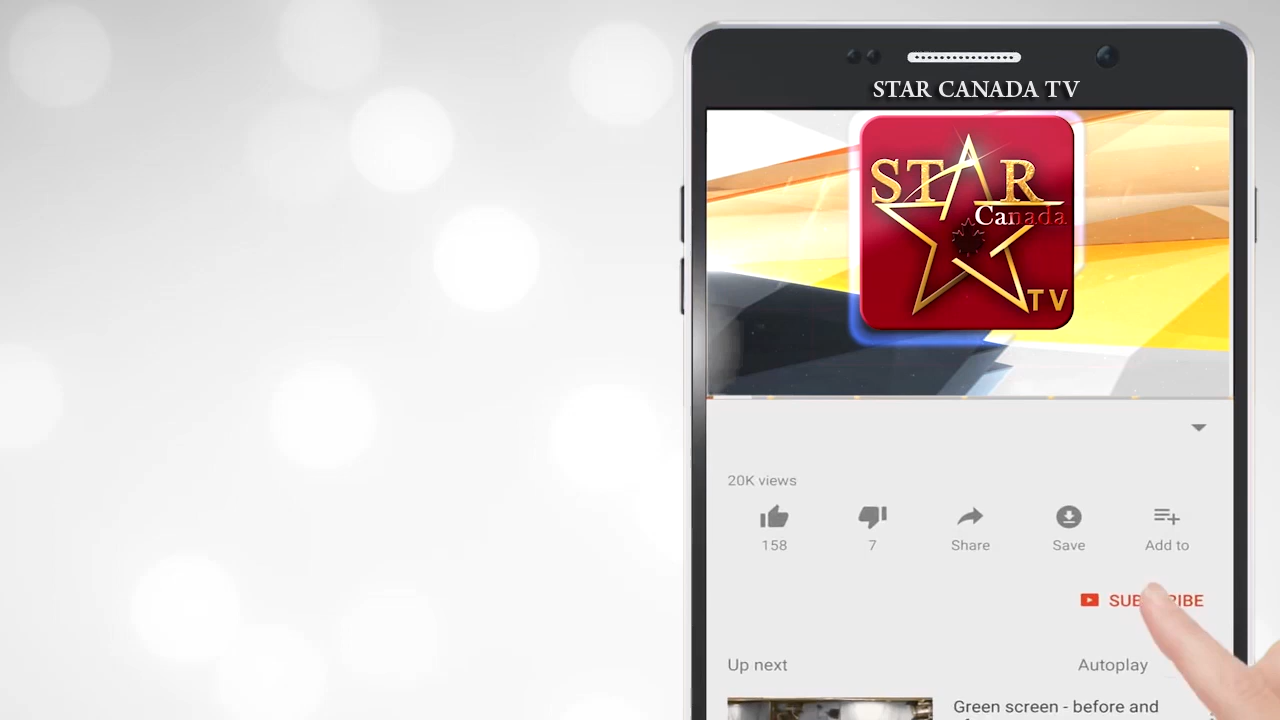 STAR CANADA TV
STAR
Canada
TV
20K views
158
7
Share
Save
Add to
SUBSCRIBE
Up next
Autoplay
Green screen - before and